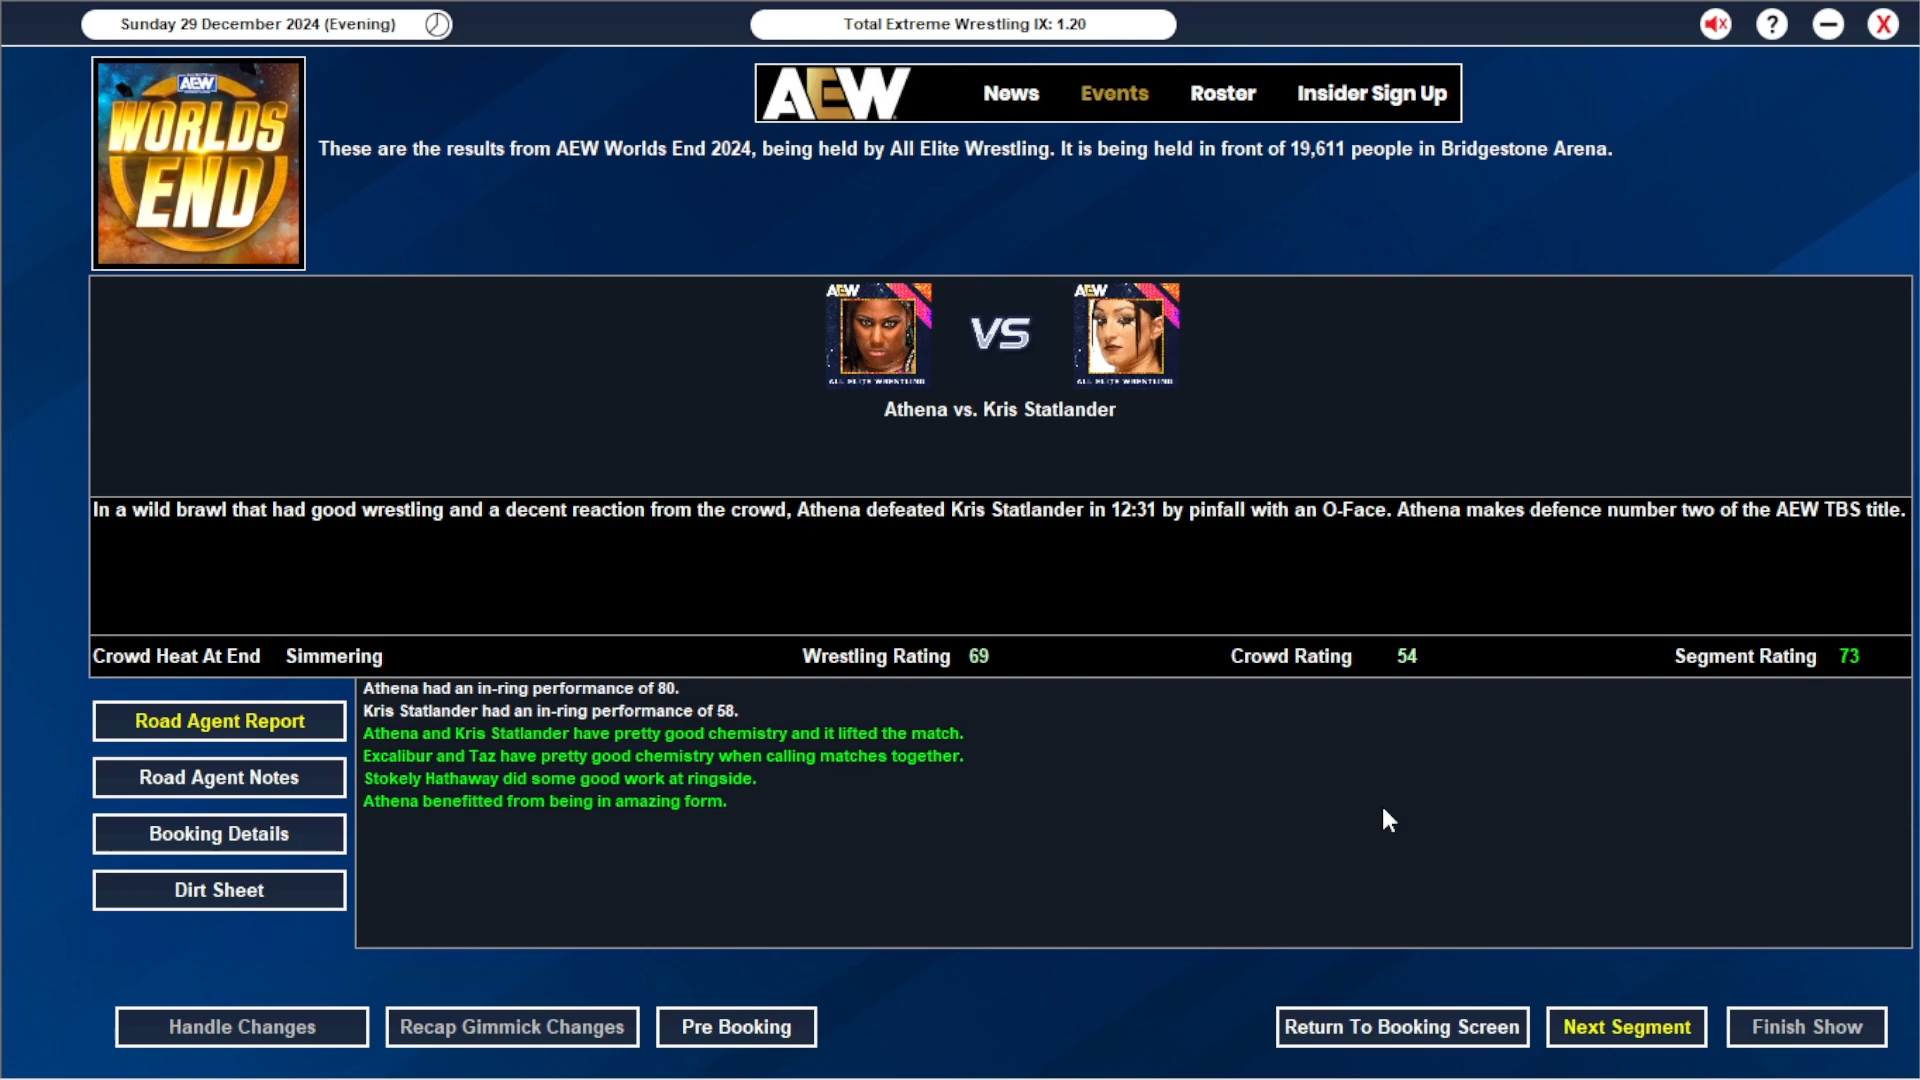 Sunday 29 December 2024 (Evening)
Total Extreme Wrestling IX: 1.20
?
X
AEW
WORLDS
END
AEW
News
Events
Roster
Insider Sign Up
These are the results from AEW Worlds End 2024, being held by All Elite Wrestling. It is being held in front of 19,611 people in Bridgestone Arena.
AEW
ALL ELITE WRESTLING
VS
AEW
ALL ELITE WRESTLING
Athena vs. Kris Statlander
In a wild brawl that had good wrestling and a decent reaction from the crowd, Athena defeated Kris Statlander in 12:31 by pinfall with an O-Face. Athena makes defence number two of the AEW TBS title.
Crowd Heat At End Simmering Wrestling Rating 69 Crowd Rating 54 Segment Rating 73
Road Agent Report
Road Agent Notes
Booking Details
Dirt Sheet
Athena had an in-ring performance of 80.
Kris Statlander had an in-ring performance of 58.
Athena and Kris Statlander have pretty good chemistry and it lifted the match.
Excalibur and Taz have pretty good chemistry when calling matches together.
Stokely Hathaway did some good work at ringside.
Athena benefitted from being in amazing form.
Handle Changes
Recap Gimmick Changes
Pre Booking
Return To Booking Screen
Next Segment
Finish Show